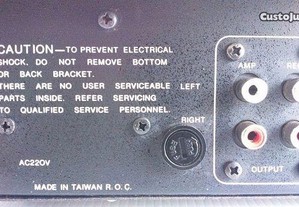 CustoJu
CAUTION—TO PREVENT ELECTRICAL
SHOCK. DO NOT REMOVE BOTTOM
OR BACK BRACKET.
THERE ARE NO USER SERVICEABLE
PARTS INSIDE. REFER SERVICING
TO QUALIFIED SERVICE PERSONNEL
LEFT
RIGHT
AMP
OUTPUT
AC220V
MADE IN TAIWAN R.O.C.